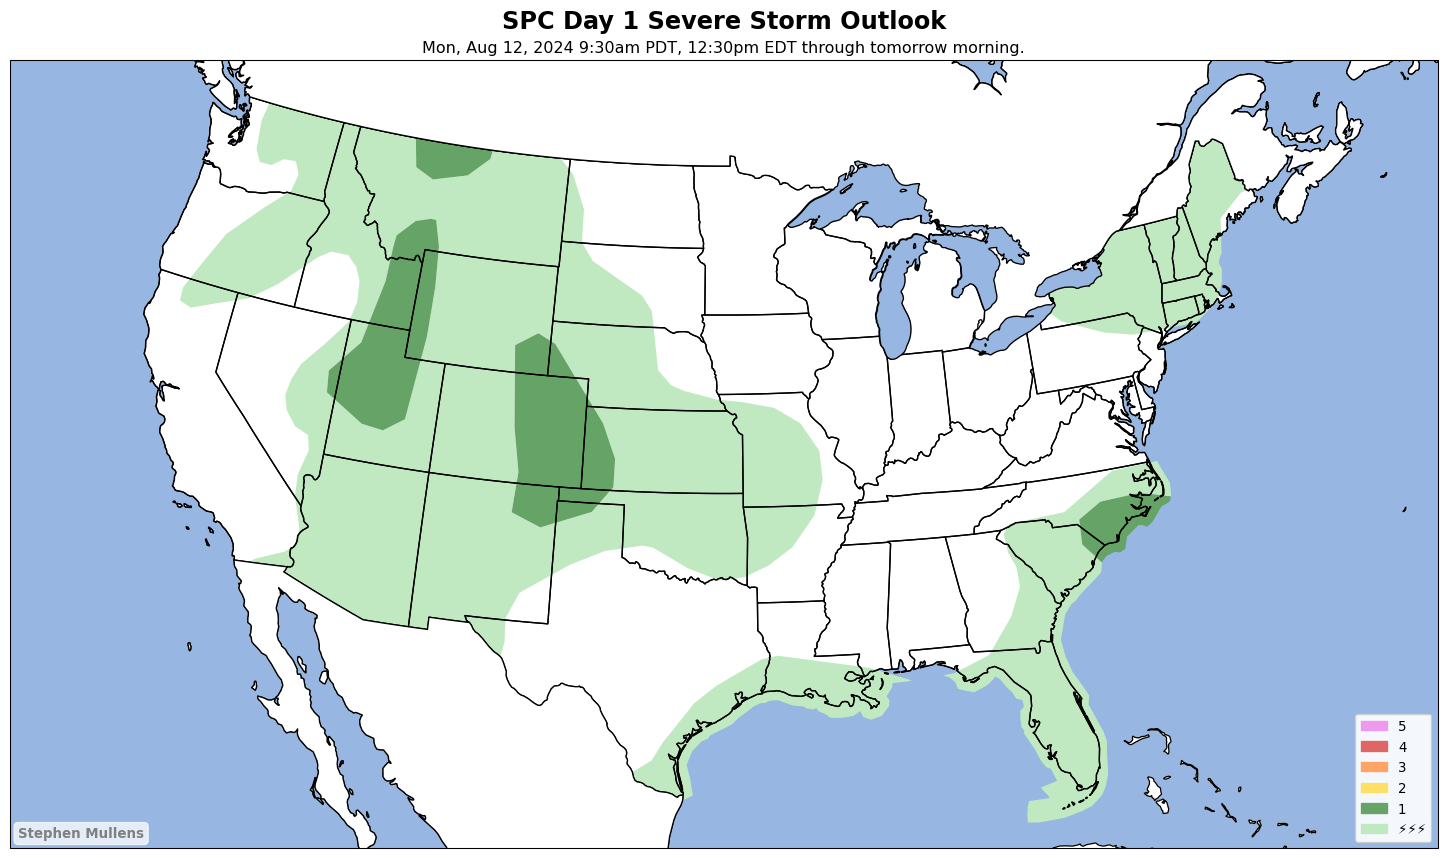 SPC Day 1 Severe Storm Outlook
Mon, Aug 12, 2024 9:30am PDT, 12:30pm EDT through tomorrow morning.
5
4
3
2
1
⚡⚡⚡
Stephen Mullens